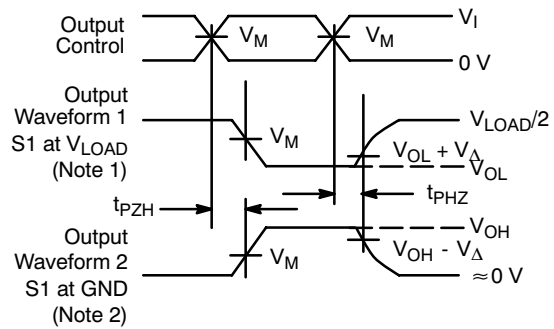 Output
Control
V_M
V_M
V_I
0 V
Output
Waveform 1
S1 at V_LOAD
(Note 1)
V_M
V_LOAD/2
V_OL + V_Δ
V_OL
t_PZH
t_PHZ
Output
Waveform 2
S1 at GND
(Note 2)
V_M
V_OH
V_OH - V_Δ
≈0 V